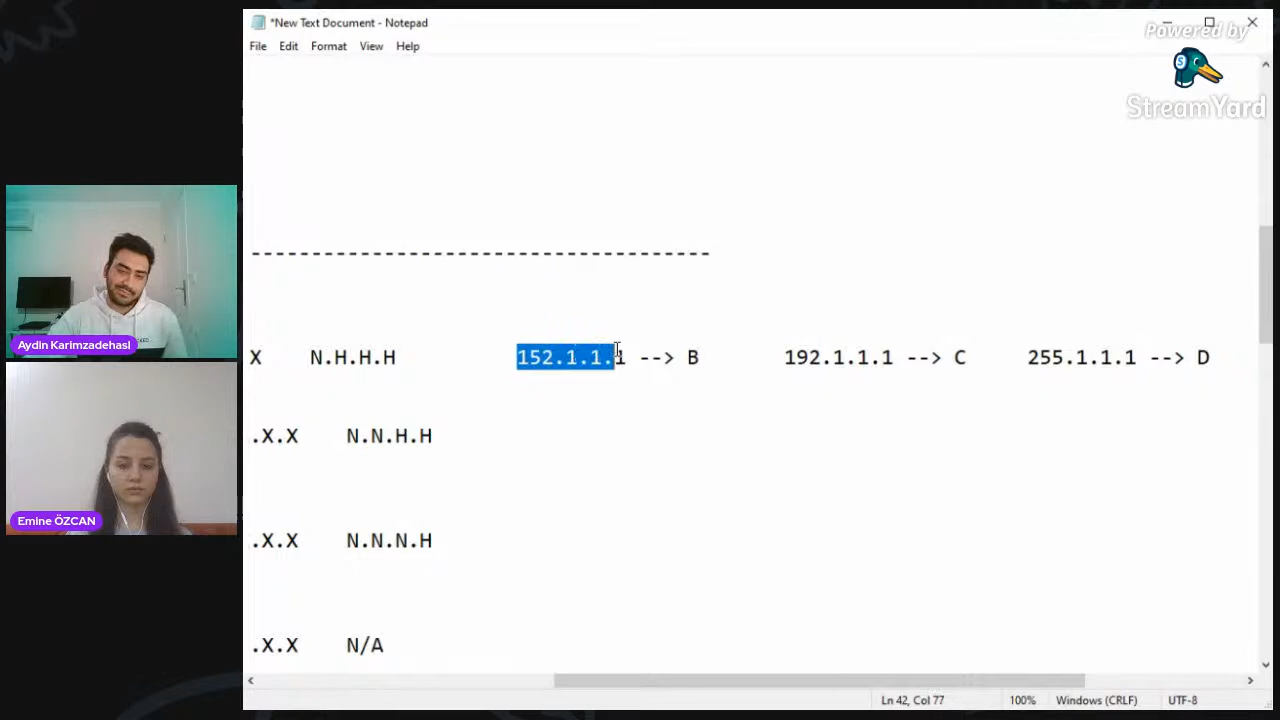 *New Text Document - Notepad
File Edit Format View Help
Powered by
StreamYard
------------------------------------
X N.H.H.H 152.1.1.1 --> B 192.1.1.1 --> C 255.1.1.1 --> D
.X.X N.N.H.H
.X.X N.N.N.H
.X.X N/A
Aydin Karimzadehasl
Emine ÖZCAN
Ln 42, Col 77 100% Windows (CRLF) UTF-8